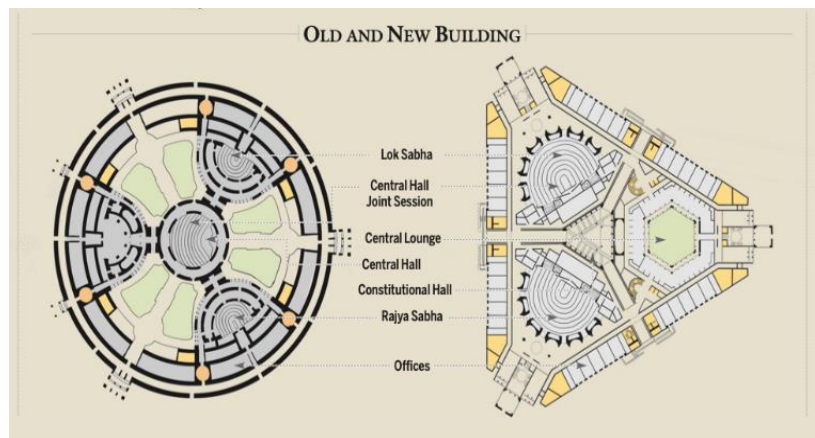 OLD AND NEW BUILDING
Lok Sabha
Central Hall
Joint Session
Central Lounge
Central Hall
Constitutional Hall
Rajya Sabha
Offices